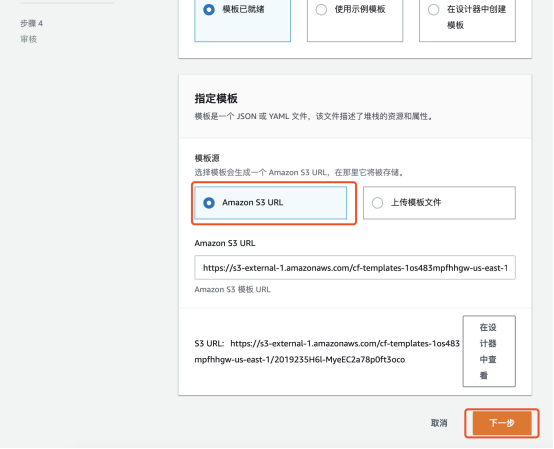 步骤 4
审核
模板已就绪
使用示例模板
在设计器中创建
模板
指定模板
模板是一个 JSON 或 YAML 文件，该文件描述了堆栈的资源和属性。
模板源
选择模板会生成一个 Amazon S3 URL，在那里它将被存储。
Amazon S3 URL
上传模板文件
Amazon S3 URL
https://s3-external-1.amazonaws.com/cf-templates-1os483mpfhhgw-us-east-1
Amazon S3 模板 URL
S3 URL: https://s3-external-1.amazonaws.com/cf-templates-1os483
mpfhhgw-us-east-1/2019235H6l-MyeEC2a78p0ft3oco
在设
计器
中查
看
取消
下一步